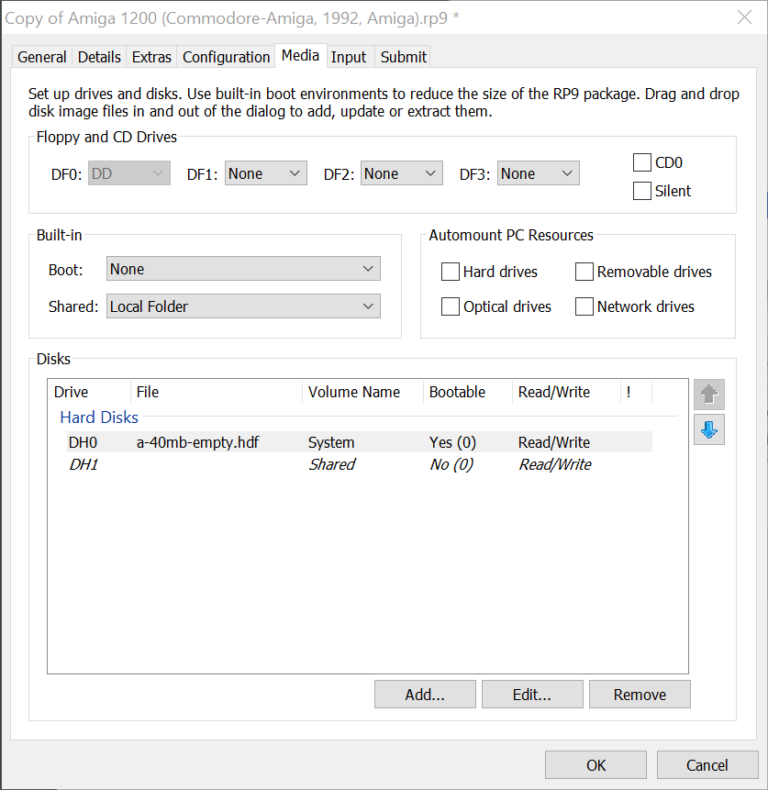 Copy of Amiga 1200 (Commodore-Amiga, 1992, Amiga).rp9 *
General Details Extras Configuration Media Input Submit
Set up drives and disks. Use built-in boot environments to reduce the size of the RP9 package. Drag and drop
disk image files in and out of the dialog to add, update or extract them.
Floppy and CD Drives
DF0: DD DF1: None DF2: None DF3: None
CD0
Silent
Built-in
Boot: None
Shared: Local Folder
Automount PC Resources
Hard drives Removable drives
Optical drives Network drives
Disks
Drive File Volume Name Bootable Read/Write !
Hard Disks
DH0 a-40mb-empty.hdf System Yes (0) Read/Write
DH1 Shared No (0) Read/Write
Add... Edit... Remove
OK Cancel